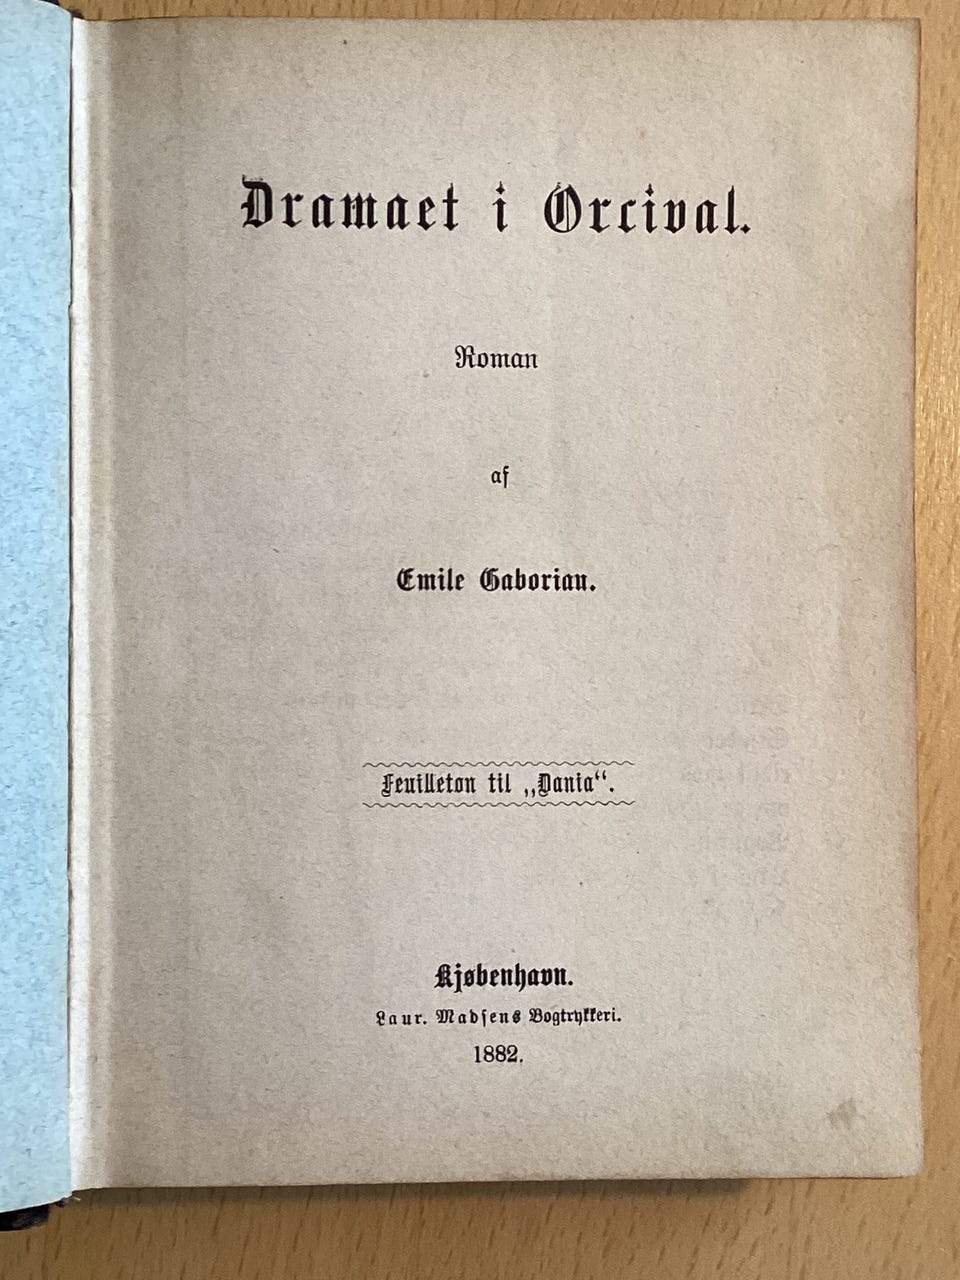 Dramaet i Orcival.
Roman
af
Emile Gaboriau.
Feuilleton til „Dania“.
Kjøbenhavn.
Laur. Madsens Bogtrykkeri.
1882.